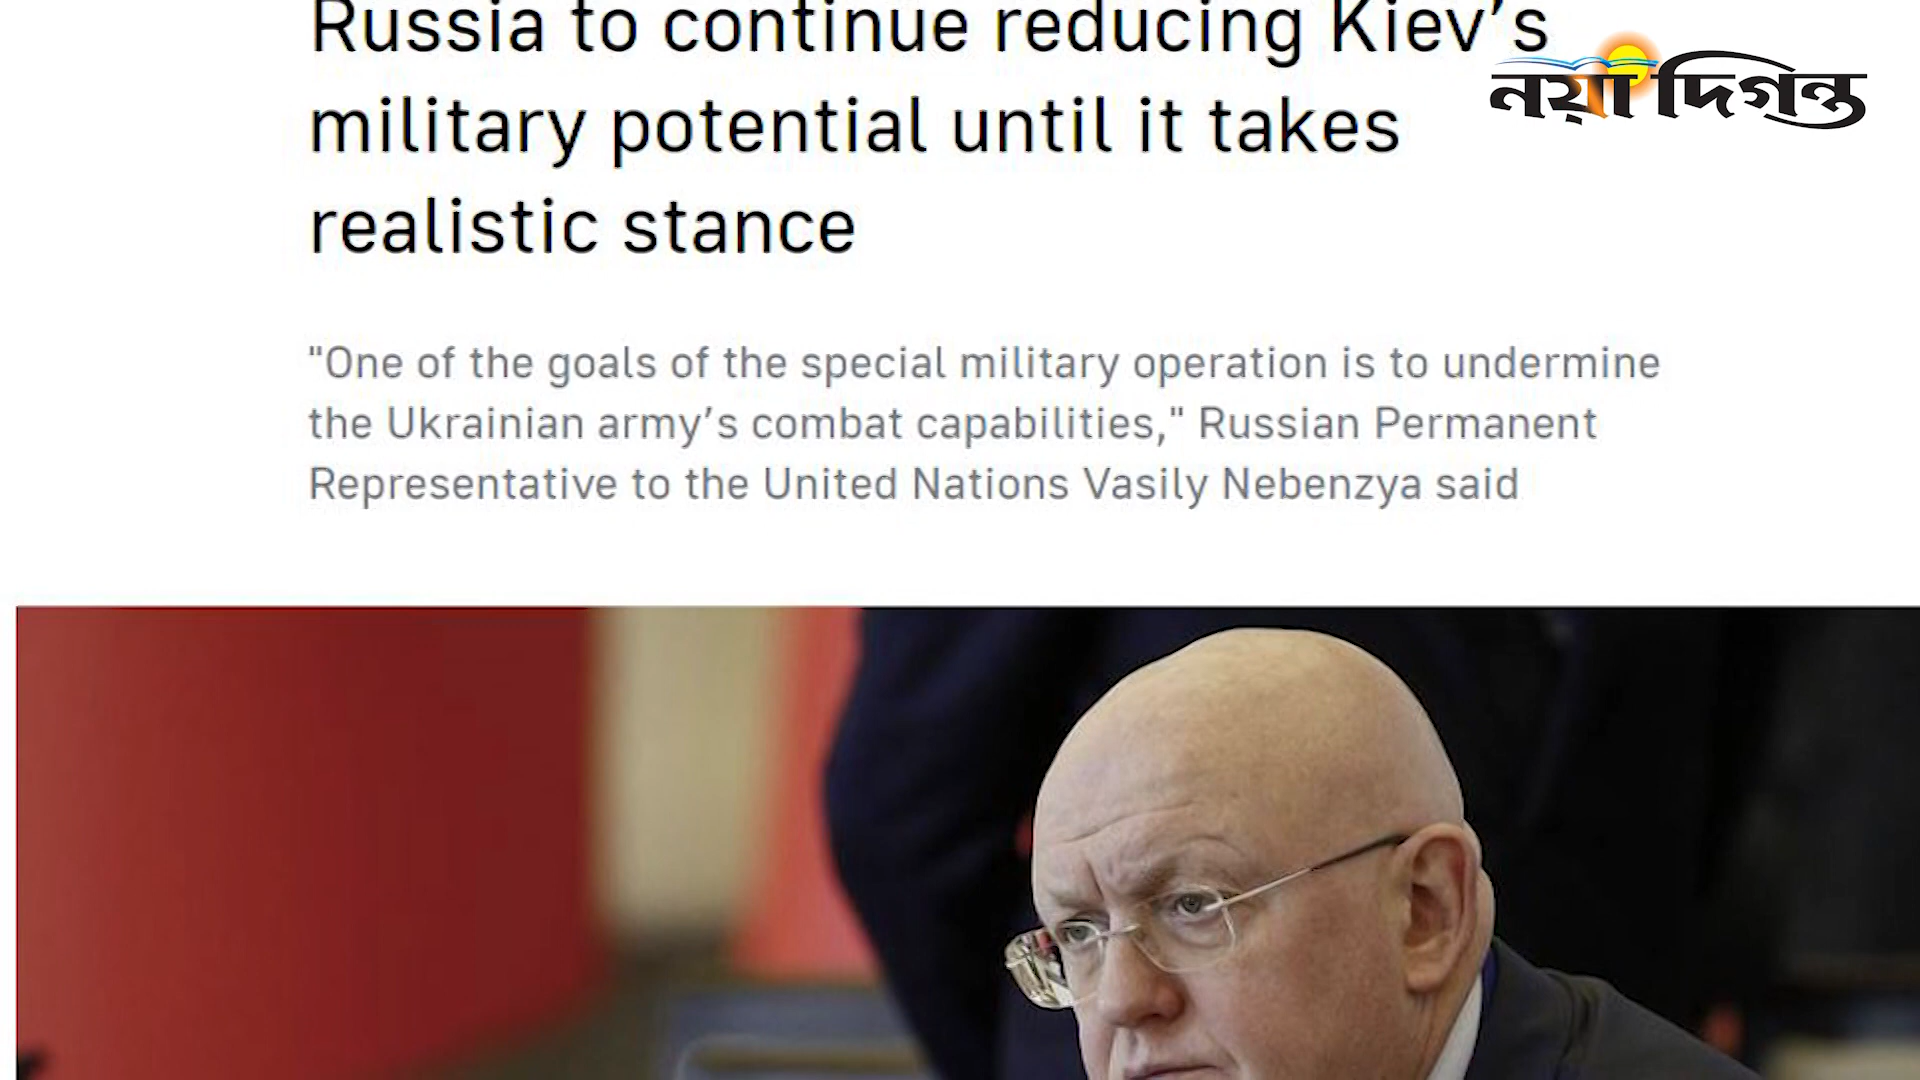 Russia to continue reducing Kiev’s
military potential until it takes
realistic stance
নয়া দিগন্ত
"One of the goals of the special military operation is to undermine
the Ukrainian army’s combat capabilities," Russian Permanent
Representative to the United Nations Vasily Nebenzya said